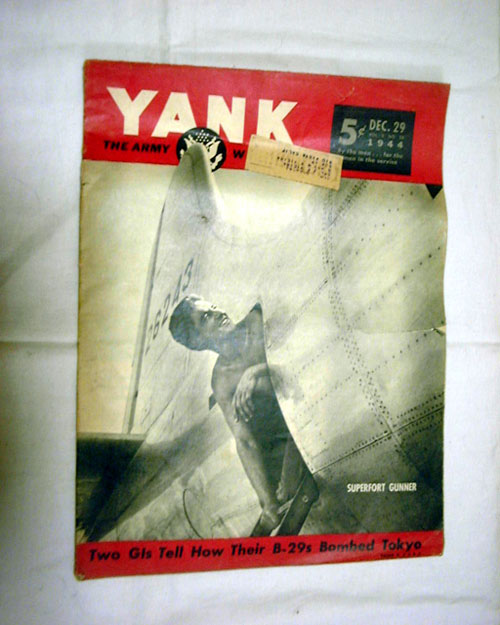 YANK
THE ARMY W
5¢ DEC. 29
1944
by the men . . for the
men in the service
SUPERFORT GUNNER
Two GIs Tell How Their B-29s Bombed Tokyo